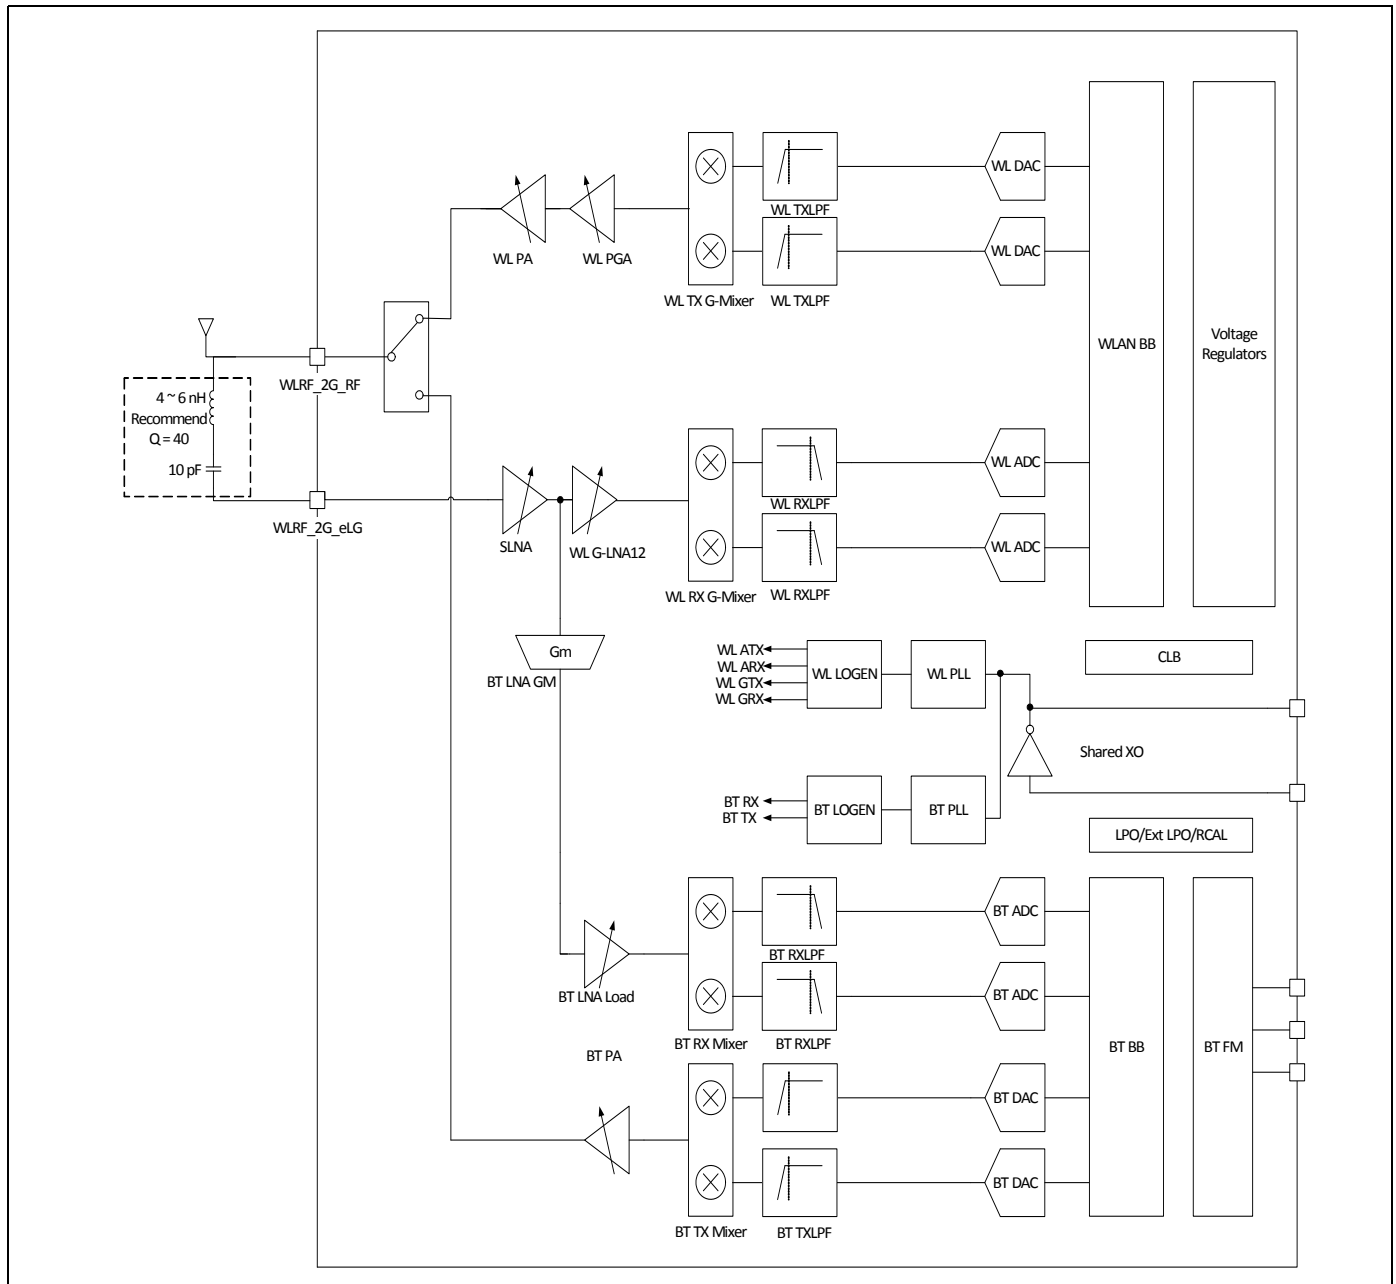 WL DAC
WL TXLPF
WL DAC
WL PA
WL PGA
WL TX G-Mixer
WL TXLPF
WLAN BB
Voltage
Regulators
WLRF_2G_RF
4 ~ 6 nH
Recommend
Q = 40
10 pF
WLRF_2G_eLG
SLNA
WL G-LNA12
WL ADC
WL RXLPF
WL ADC
WL RX G-Mixer
WL RXLPF
Gm
BT LNA GM
WL ATX
WL ARX
WL GTX
WL GRX
WL LOGEN
WL PLL
CLB
Shared XO
BT RX
BT TX
BT LOGEN
BT PLL
LPO/Ext LPO/RCAL
BT ADC
BT RXLPF
BT LNA Load
BT ADC
BT RX Mixer
BT RXLPF
BT PA
BT BB
BT FM
BT DAC
BT DAC
BT TX Mixer
BT TXLPF